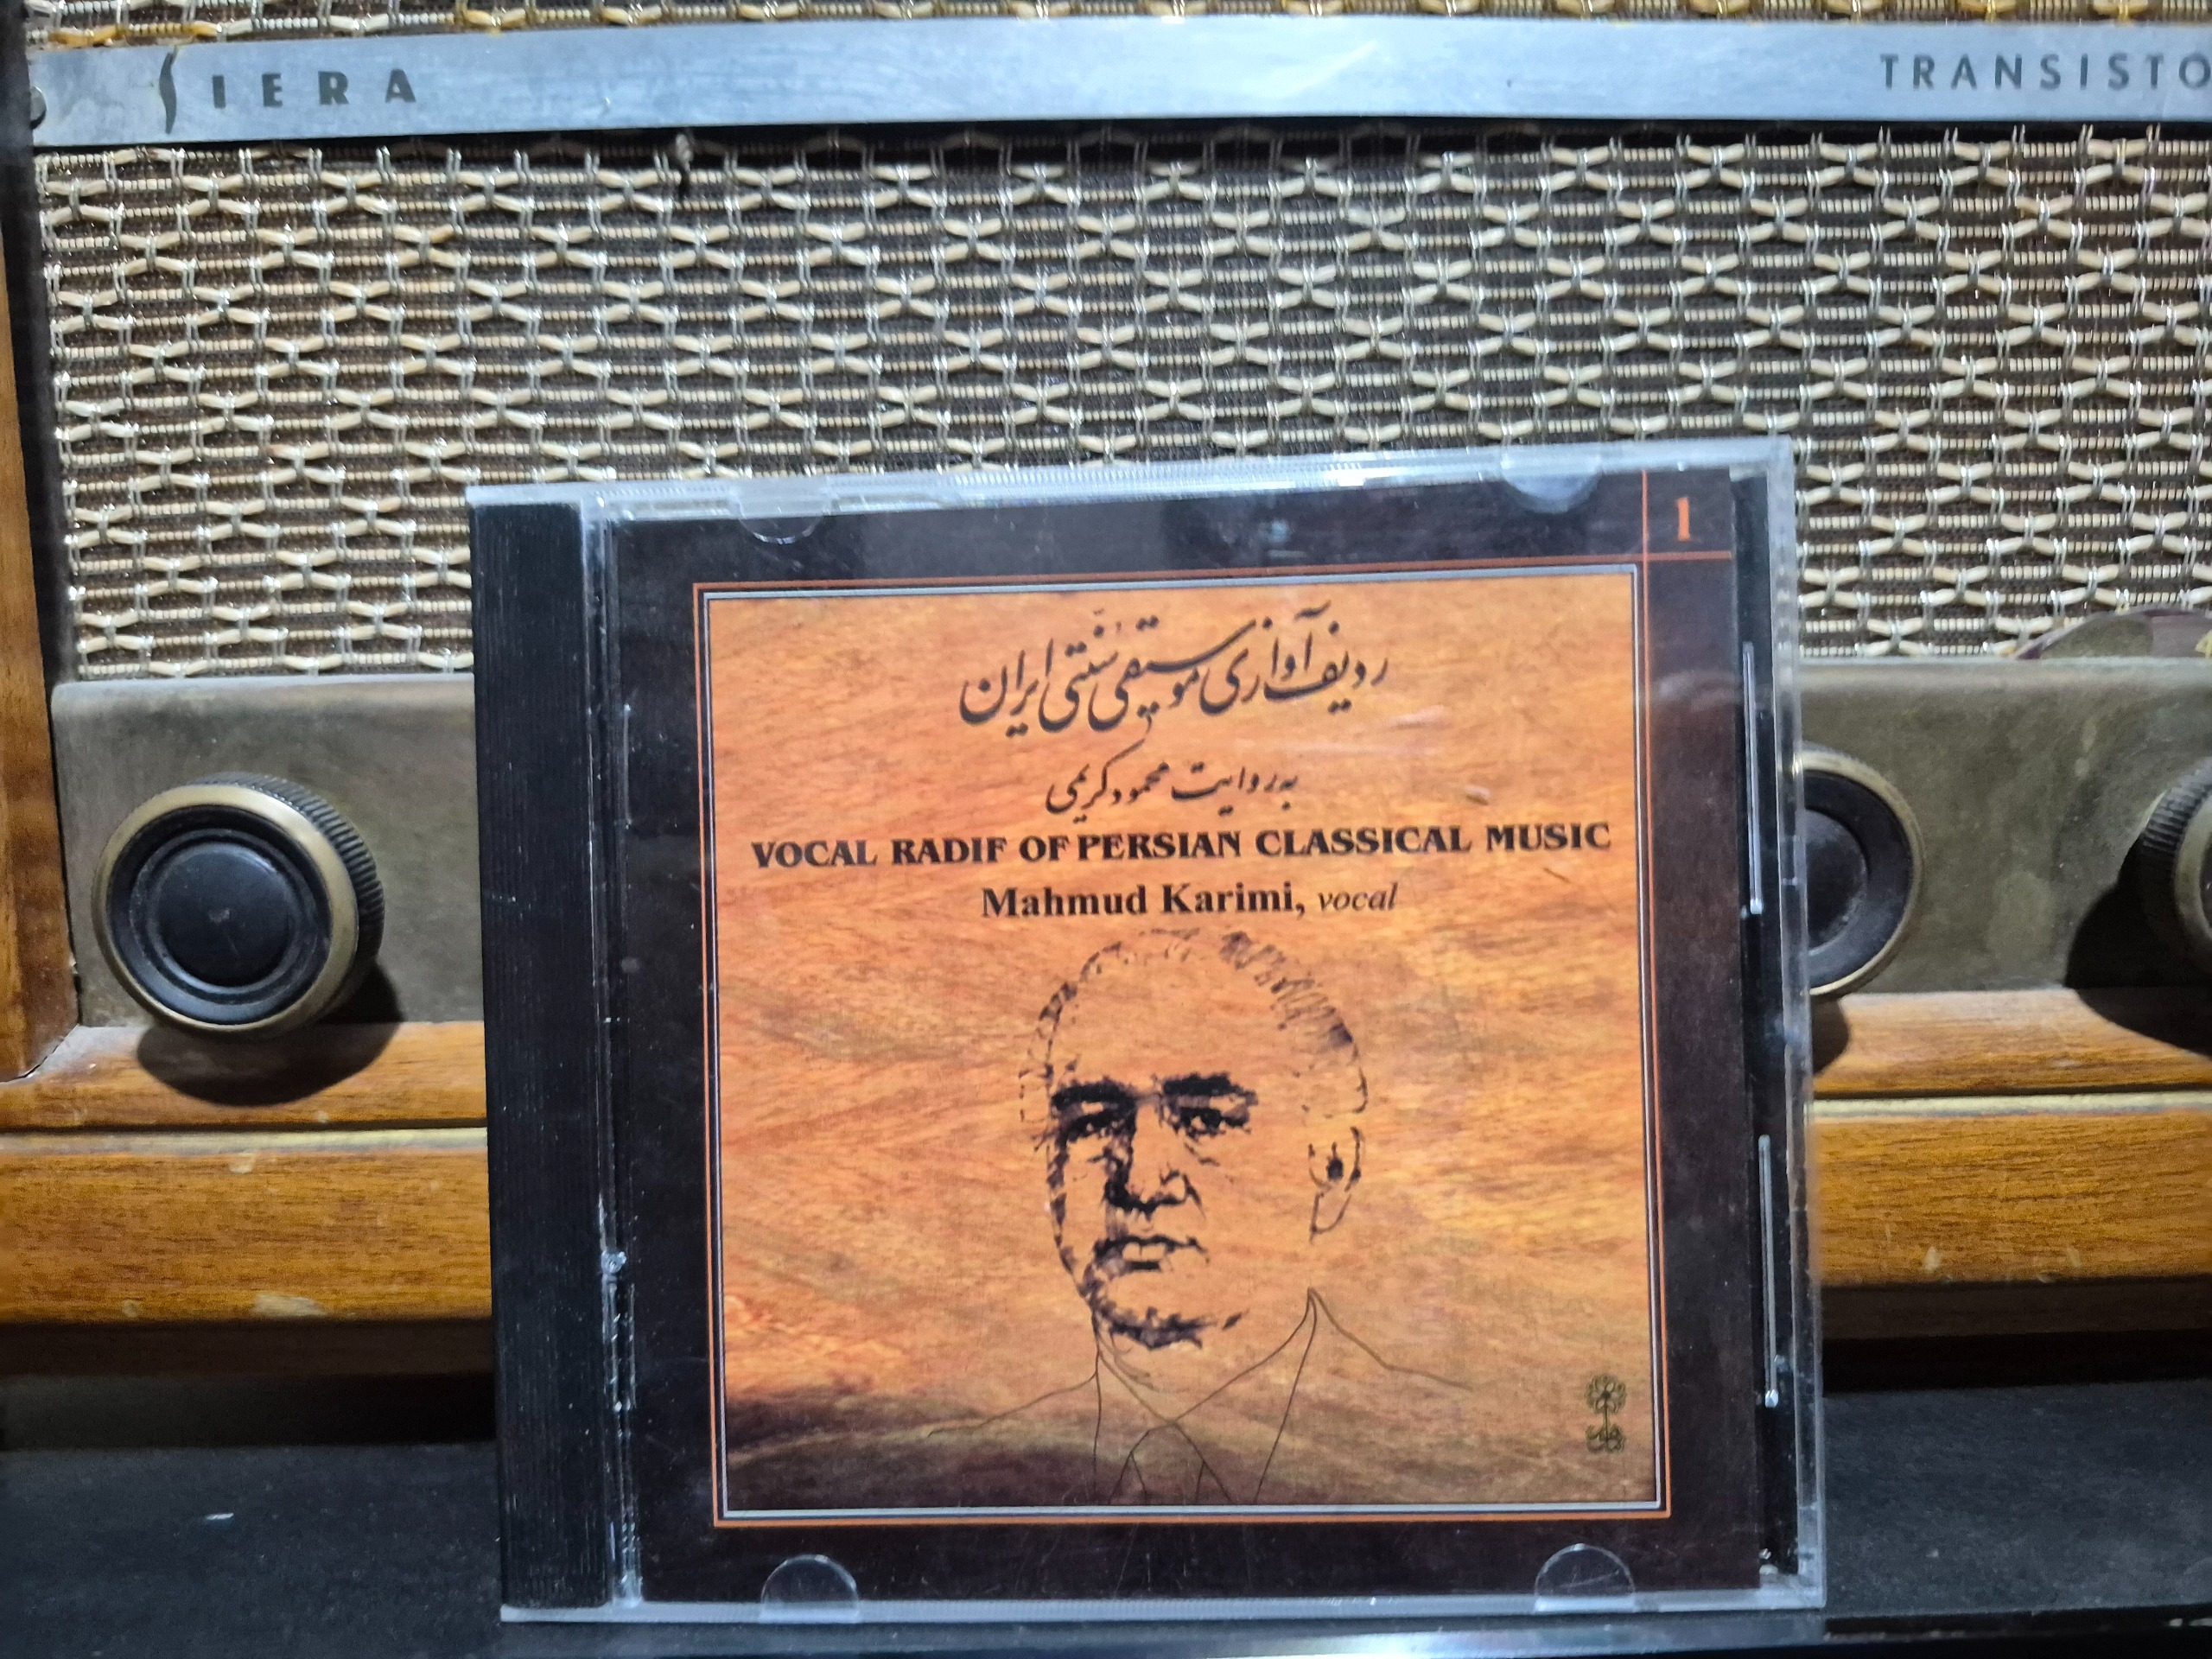 SIERA
TRANSISTO
1
ردیف آوازی موسیقی سنتی ایران
به روایت محمود کریمی
VOCAL RADIF OF PERSIAN CLASSICAL MUSIC
Mahmud Karimi, vocal